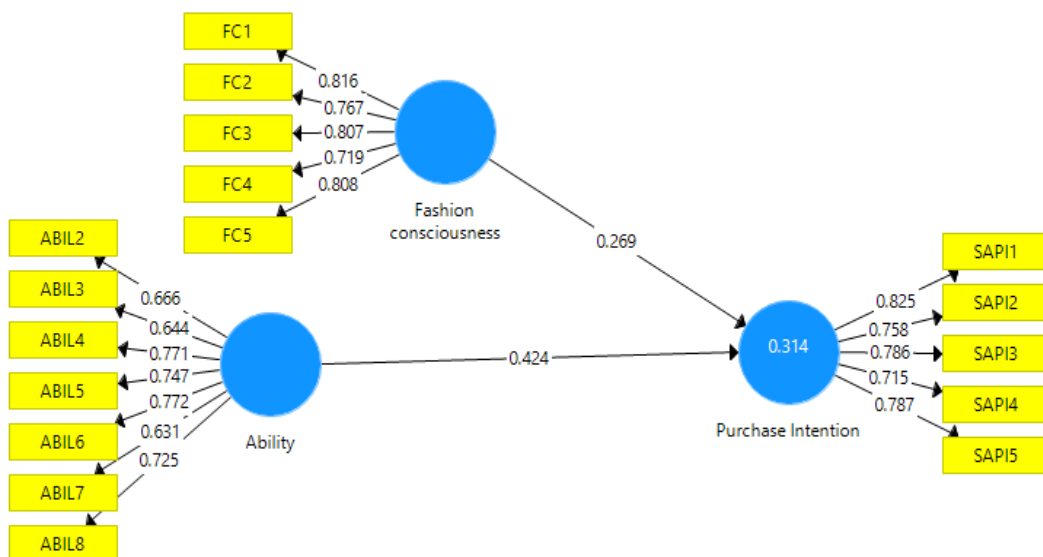 FC1
FC2
FC3
FC4
FC5
0.816
0.767
0.807
0.719
0.808
Fashion
consciousness
0.269
ABIL2
ABIL3
ABIL4
ABIL5
ABIL6
ABIL7
ABIL8
0.666
0.644
0.771
0.747
0.772
0.631
0.725
Ability
0.424
0.314
Purchase Intention
0.825
0.758
0.786
0.715
0.787
SAPI1
SAPI2
SAPI3
SAPI4
SAPI5